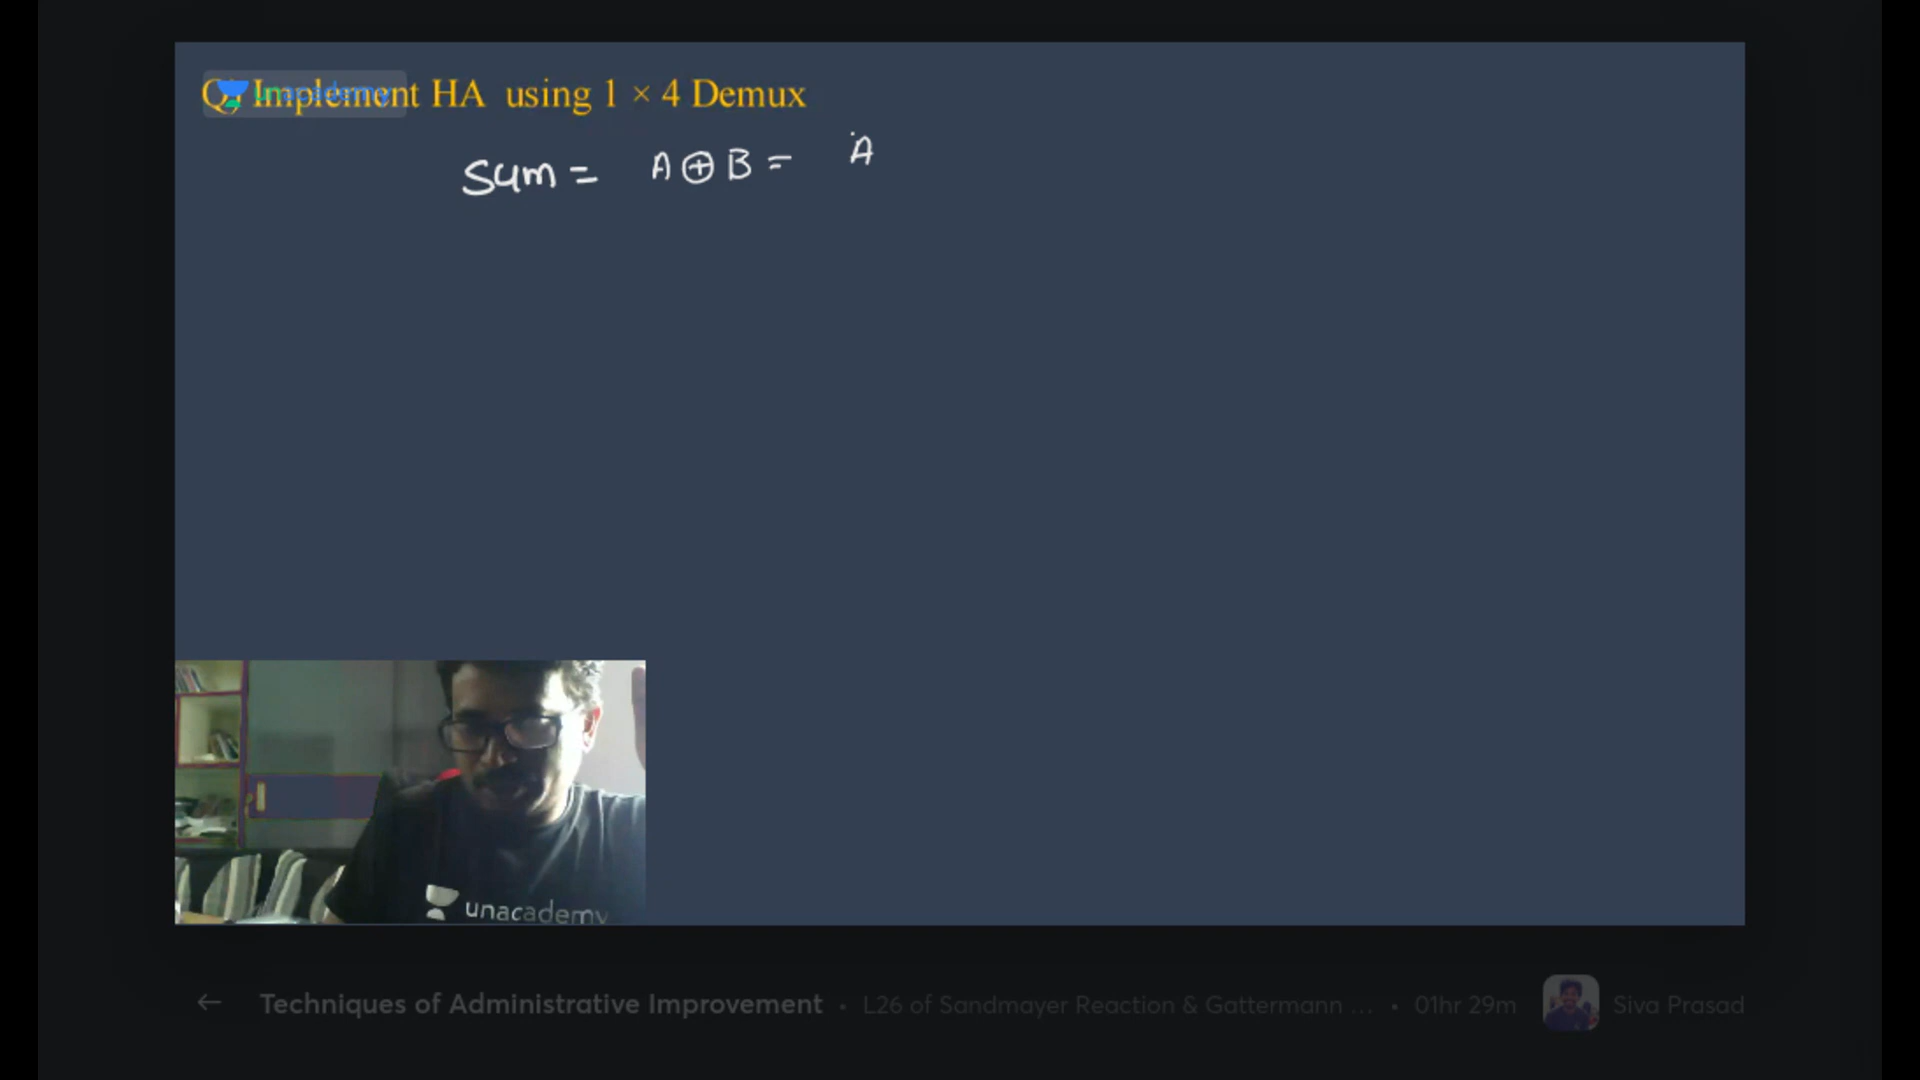 Q) Implement HA using 1 × 4 Demux
unacademy
Sum = A ⊕ B = A
unacademy
Techniques of Administrative Improvement • L26 of Sandmayer Reaction & Gattermann ... • 01hr 29m Siva Prasad